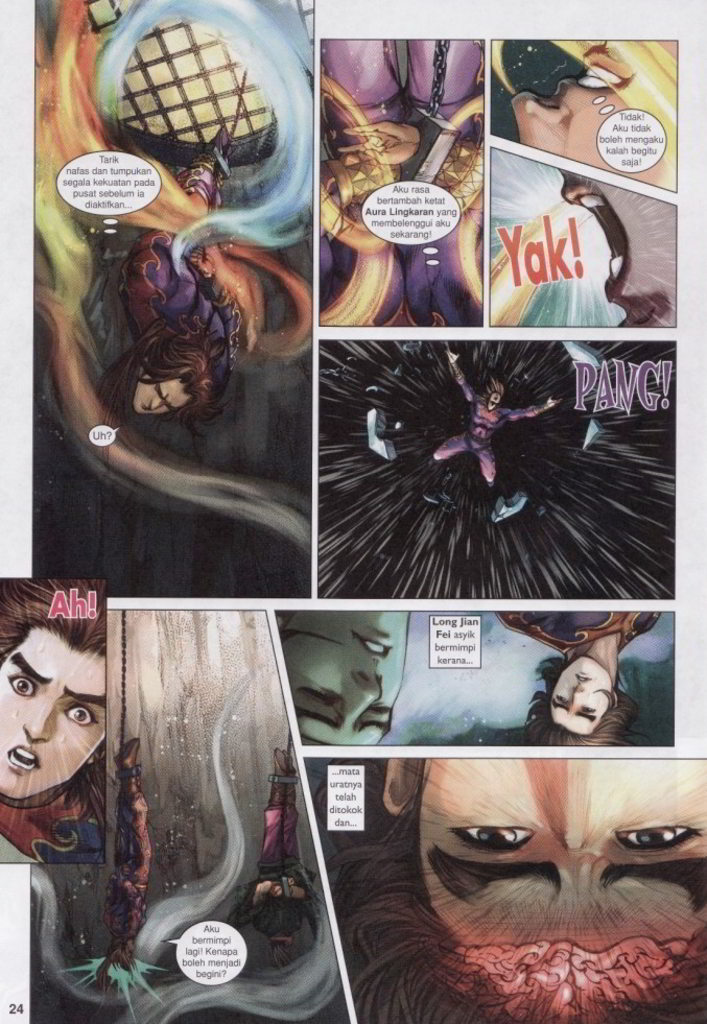 Tarik
nafas dan tumpukan
segala kekuatan pada
pusat sebelum ia
diaktifkan...
Uh?
Aku rasa
bertambah ketat
Aura Lingkaran yang
membelenggui aku
sekarang!
Tidak!
Aku tidak
boleh mengaku
kalah begitu
saja!
Yak!
PANG!
Ah!
Aku
bermimpi
lagi! Kenapa
boleh menjadi
begini?
Long Jian
Fei asyik
bermimpi
kerana...
...mata
uratnya
telah
ditokok
dan...
24